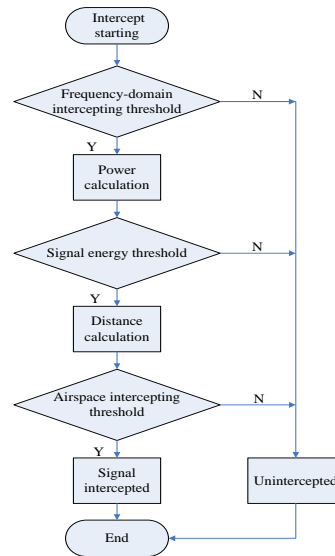 Intercept
starting
Frequency-domain
intercepting threshold
N
Y
Power
calculation
Signal energy threshold
N
Y
Distance
calculation
Airspace intercepting
threshold
N
Y
Signal
intercepted
Unintercepted
End